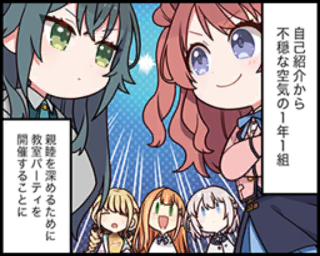 自己紹介から
不穏な空気の1年1組
親睦を深めるために
教室パーティを
開催することに